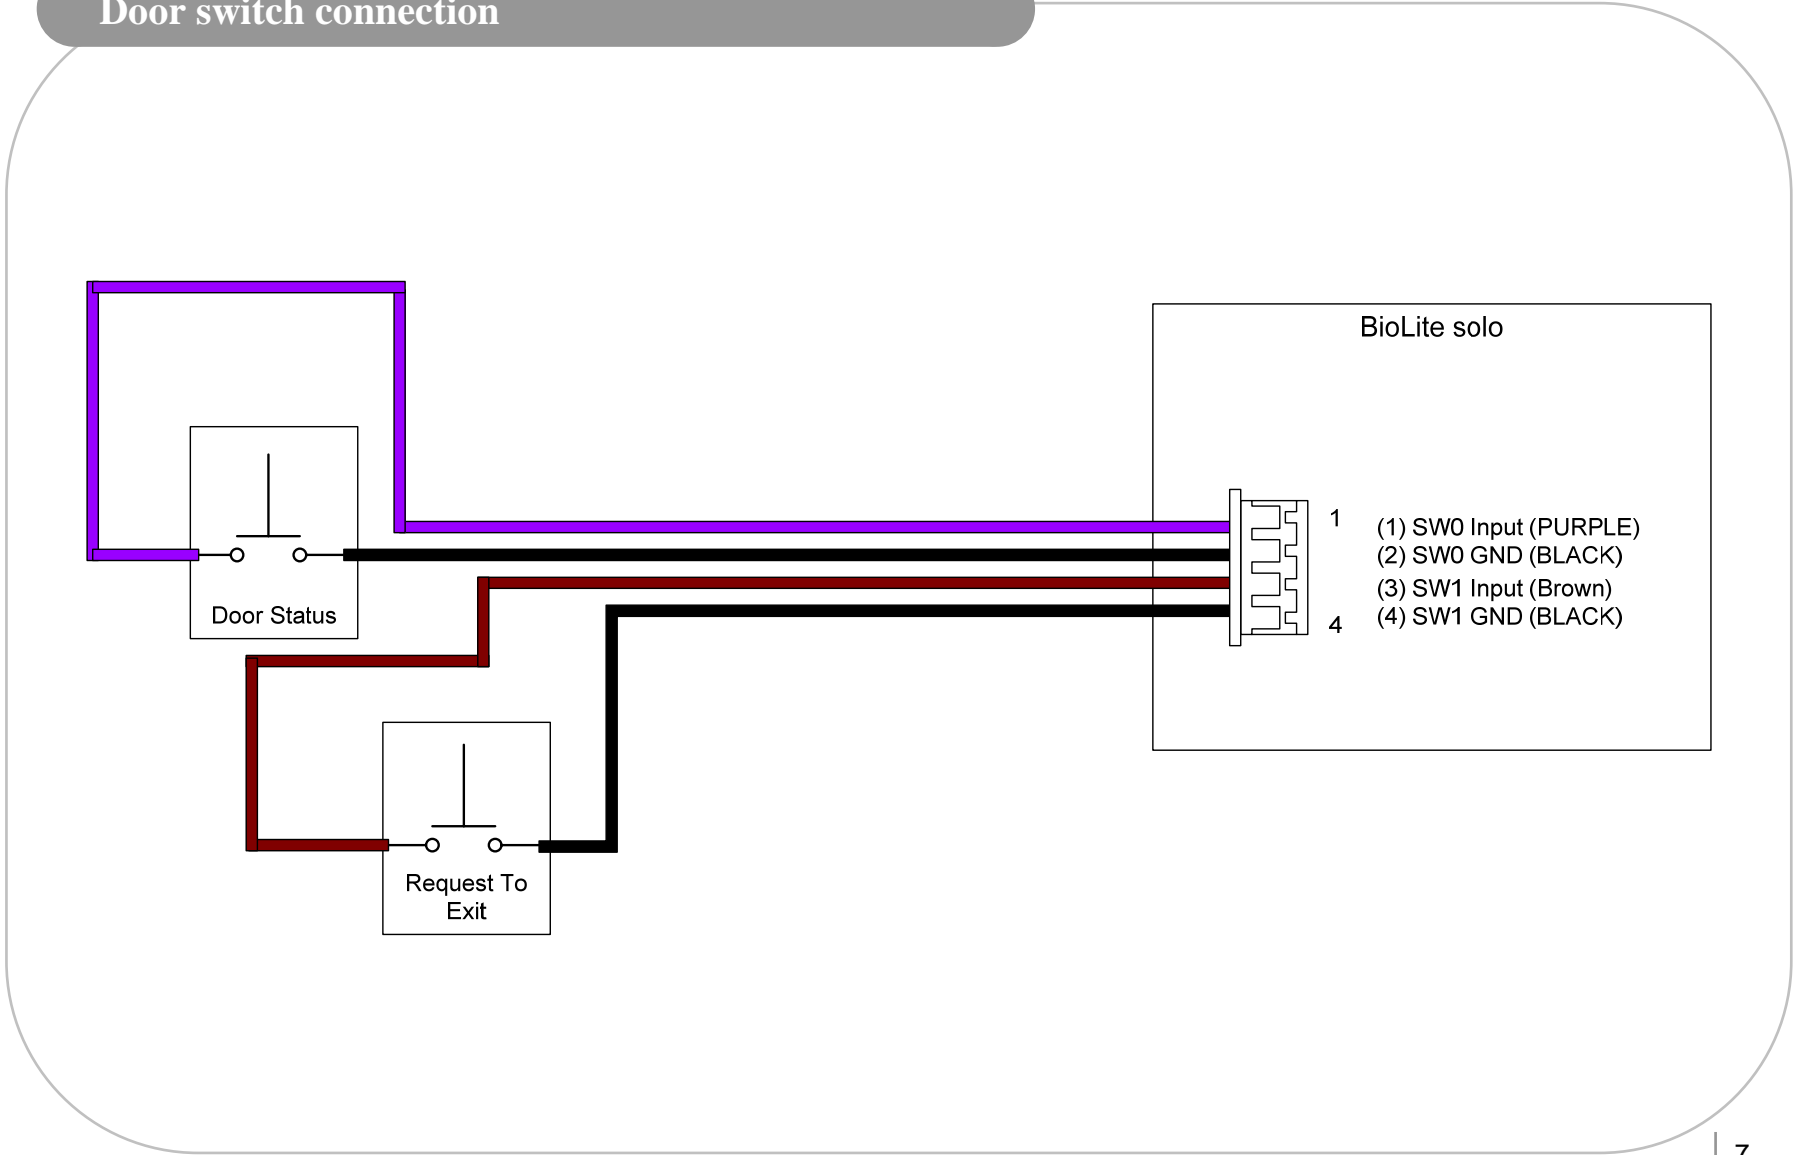 Door switch connection
BioLite solo
1
(1) SW0 Input (PURPLE)
(2) SW0 GND (BLACK)
(3) SW1 Input (Brown)
4
(4) SW1 GND (BLACK)
Door Status
Request To
Exit
7